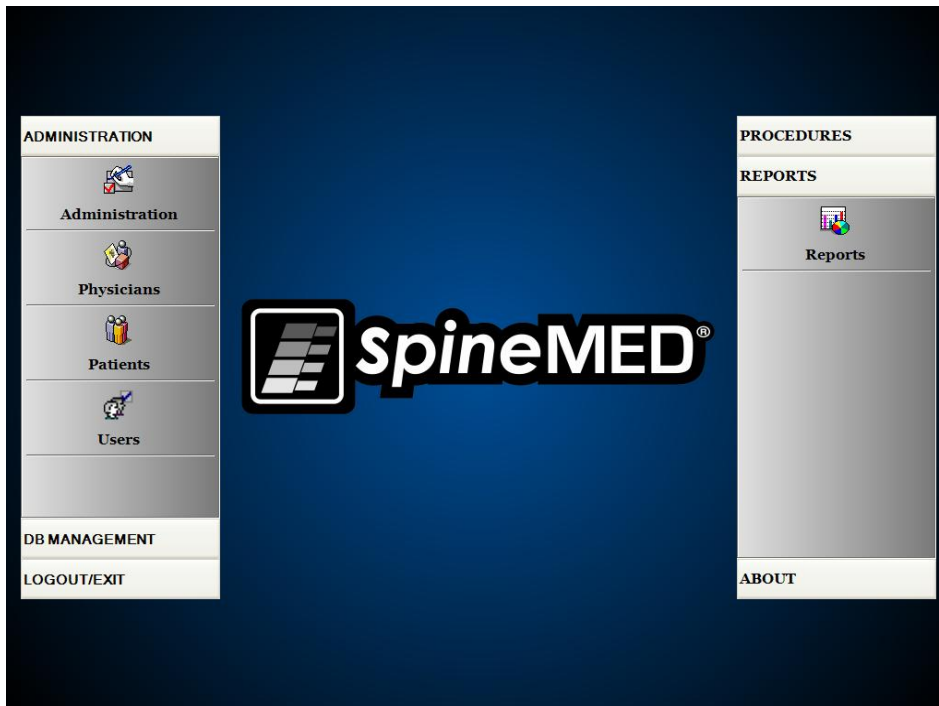 ADMINISTRATION
Administration
Physicians
Patients
Users
DB MANAGEMENT
LOGOUT/EXIT
SpineMED®
PROCEDURES
REPORTS
Reports
ABOUT